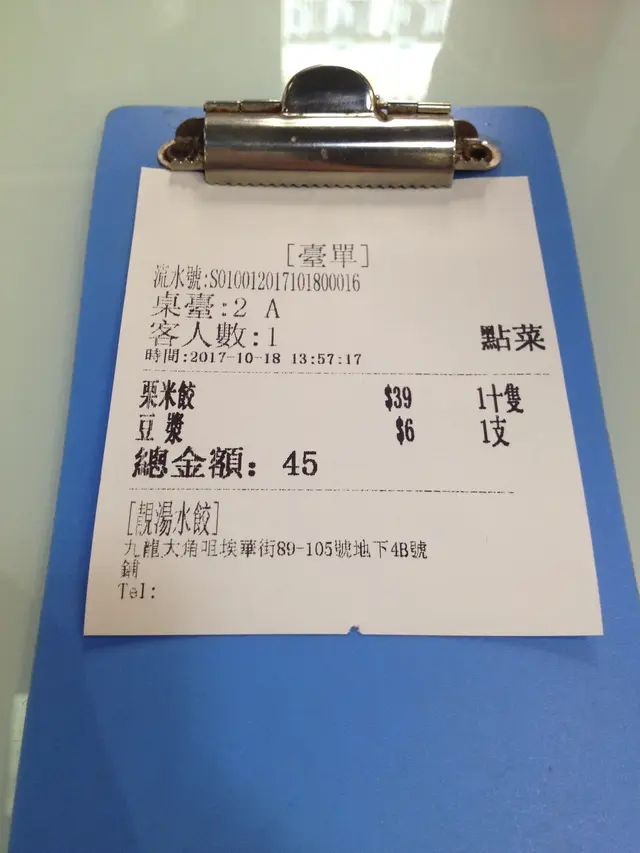 [臺單]
流水號:S010012017101800016
桌臺:2 A
客人數:1 點菜
時間:2017-10-18 13:57:17
粟米餃 $39 1十隻
豆漿 $6 1支
總金額: 45
[靚湯水餃]
九龍大角咀埃華街89-105號地下4B號
鋪
Tel: